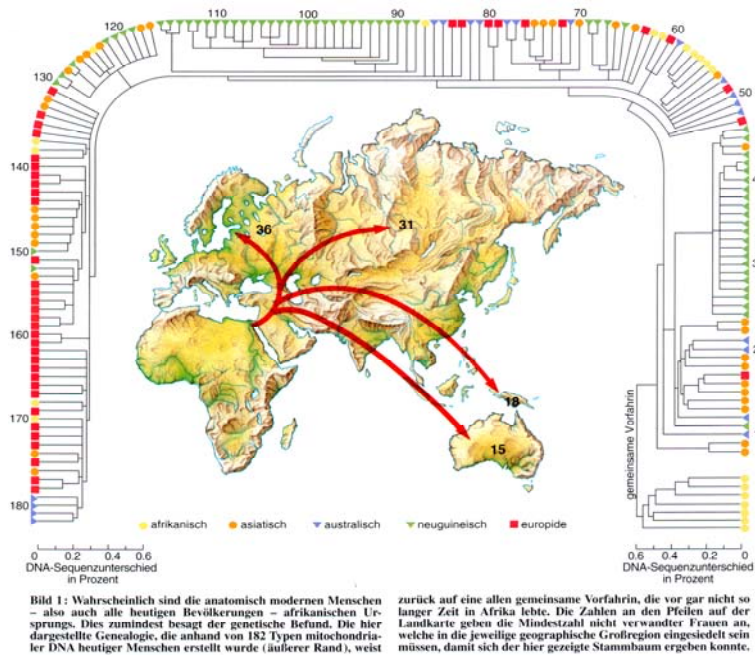 120
90
80
70
60
130
50
140
150
160
170
180
36
31
18
15
gemeinsame Vorfahrin
afrikanisch
asiatisch
australisch
neuguineisch
europide
0 0.2 0.4 0.6
DNA-Sequenzunterschied
in Prozent
0.6 0.4 0.2 0
DNA-Sequenzunterschied
in Prozent
Bild 1: Wahrscheinlich sind die anatomisch modernen Menschen
– also auch alle heutigen Bevölkerungen – afrikanischen Ur-
sprungs. Dies zumindest besagt der genetische Befund. Die hier
dargestellte Genealogie, die anhand von 182 Typen mitochondria-
ler DNA heutiger Menschen erstellt wurde (äußerer Rand), weist
zurück auf eine allen gemeinsame Vorfahrin, die vor gar nicht so
langer Zeit in Afrika lebte. Die Zahlen an den Pfeilen auf der
Landkarte geben die Mindestzahl nicht verwandter Frauen an,
welche in die jeweilige geographische Großregion eingesiedelt sein
müssen, damit sich der hier gezeigte Stammbaum ergeben konnte.